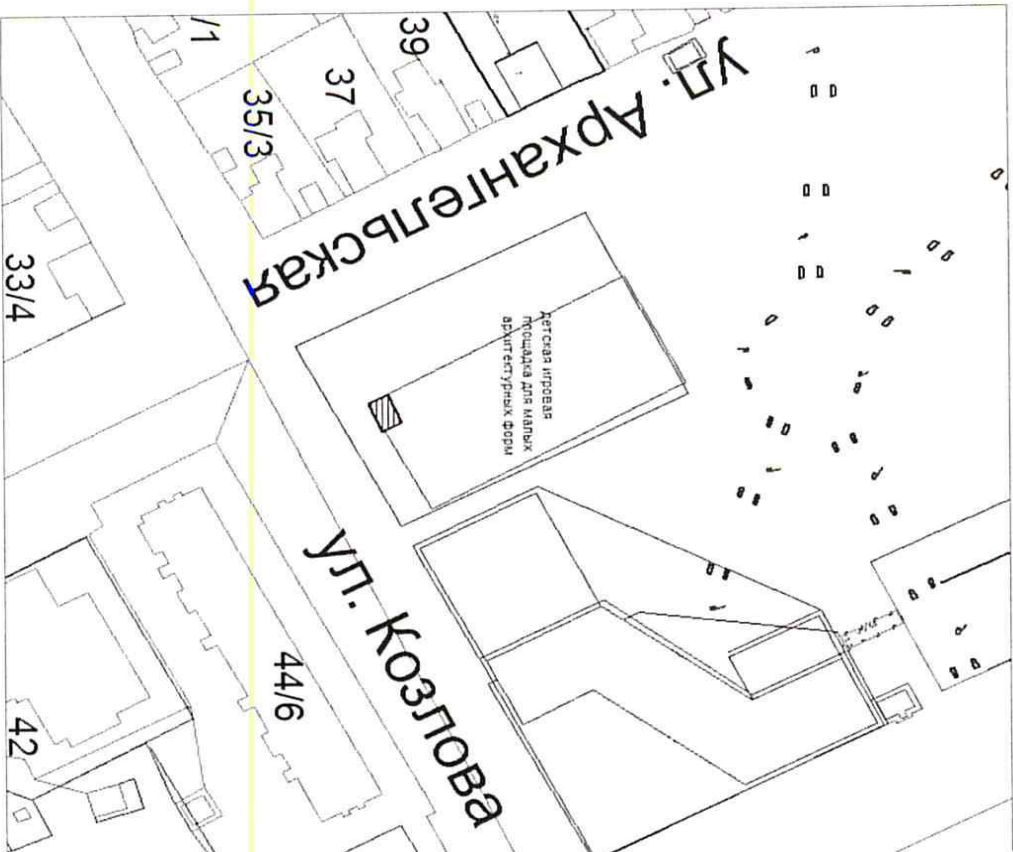 /1
39
37
35/3
ул. Архангельская
33/4
детская игровая
площадка для малых
архитектурных форм
ул. Козлова
44/6
42